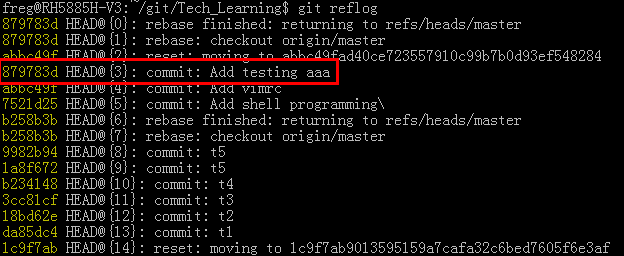 freg@RH5885H-V3:~/git/Tech_Learning$ git reflog
879783d HEAD@{0}: rebase finished: returning to refs/heads/master
879783d HEAD@{1}: rebase: checkout origin/master
abbc49f HEAD@{2}: reset: moving to abbc49fad40ce723557910c99b7b0d93ef548284
879783d HEAD@{3}: commit: Add testing aaa
abbc49f HEAD@{4}: commit: Add vimrc
7521d25 HEAD@{5}: commit: Add shell programming\
b258b3b HEAD@{6}: rebase finished: returning to refs/heads/master
b258b3b HEAD@{7}: rebase: checkout origin/master
9982b94 HEAD@{8}: commit: t5
1a8f672 HEAD@{9}: commit: t5
b234148 HEAD@{10}: commit: t4
3cc81cf HEAD@{11}: commit: t3
18bd62e HEAD@{12}: commit: t2
da85dc4 HEAD@{13}: commit: t1
1c9f7ab HEAD@{14}: reset: moving to 1c9f7ab9013595159a7cafa32c6bed7605f6e3af